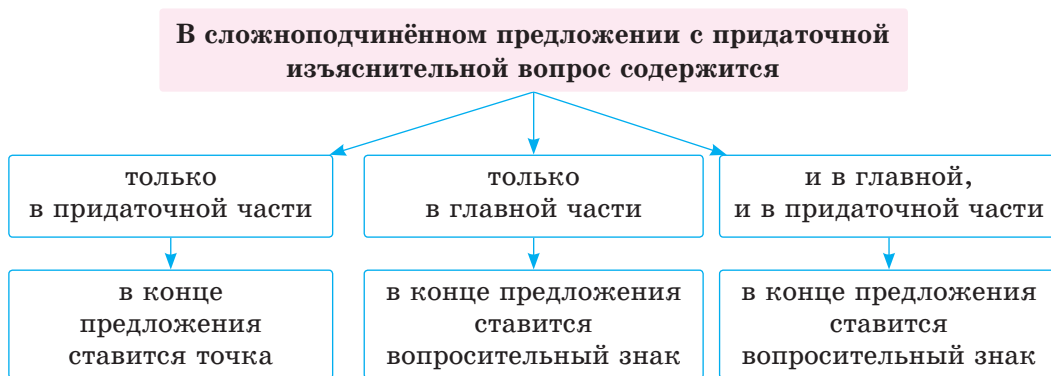 В сложноподчинённом предложении с придаточной
изъяснительной вопрос содержится
только
в придаточной части
только
в главной части
и в главной,
и в придаточной части
в конце
предложения
ставится точка
в конце предложения
ставится
вопросительный знак
в конце предложения
ставится
вопросительный знак